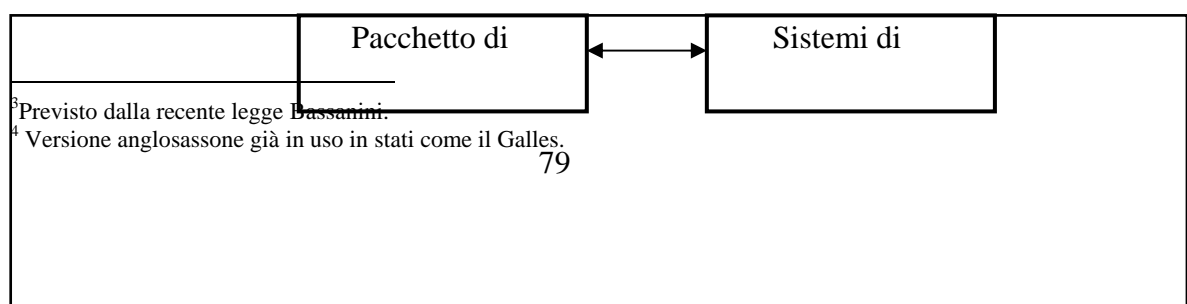 Pacchetto di
Sistemi di
³Previsto dalla recente legge Bassanini.
⁴ Versione anglosassone già in uso in stati come il Galles.
79